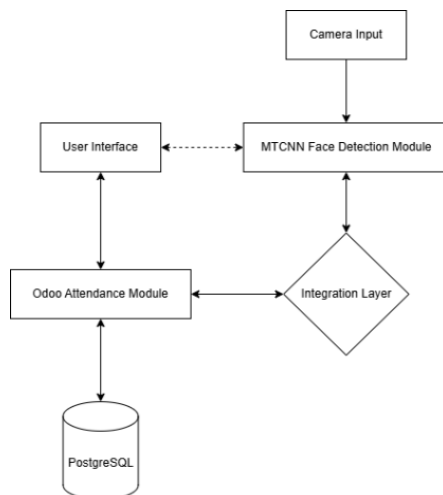 Camera Input
User Interface
MTCNN Face Detection Module
Odoo Attendance Module
Integration Layer
PostgreSQL